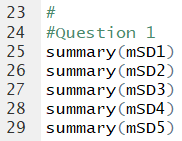 23 #
24 #Question 1
25 summary(mSD1)
26 summary(mSD2)
27 summary(mSD3)
28 summary(mSD4)
29 summary(mSD5)